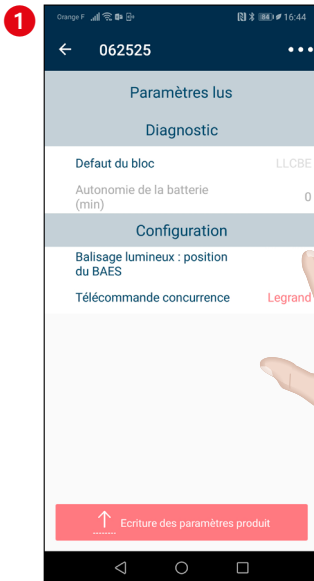 1
Orange F 84 16:44
062525
Paramètres lus
Diagnostic
Defaut du bloc LLCBE
Autonomie de la batterie
(min) 0
Configuration
Balisage lumineux : position
du BAES
Télécommande concurrence Legrand
Ecriture des paramètres produit